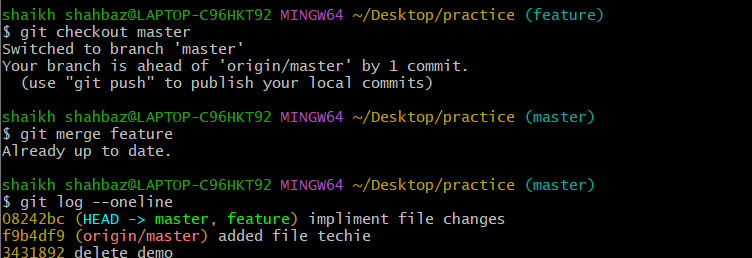 shaikh shahbaz@LAPTOP-C96HKT92 MINGW64 ~/Desktop/practice (feature)
$ git checkout master
Switched to branch 'master'
Your branch is ahead of 'origin/master' by 1 commit.
  (use "git push" to publish your local commits)
shaikh shahbaz@LAPTOP-C96HKT92 MINGW64 ~/Desktop/practice (master)
$ git merge feature
Already up to date.
shaikh shahbaz@LAPTOP-C96HKT92 MINGW64 ~/Desktop/practice (master)
$ git log --oneline
08242bc (HEAD -> master, feature) impliment file changes
f9b4df9 (origin/master) added file techie
3431892 delete demo